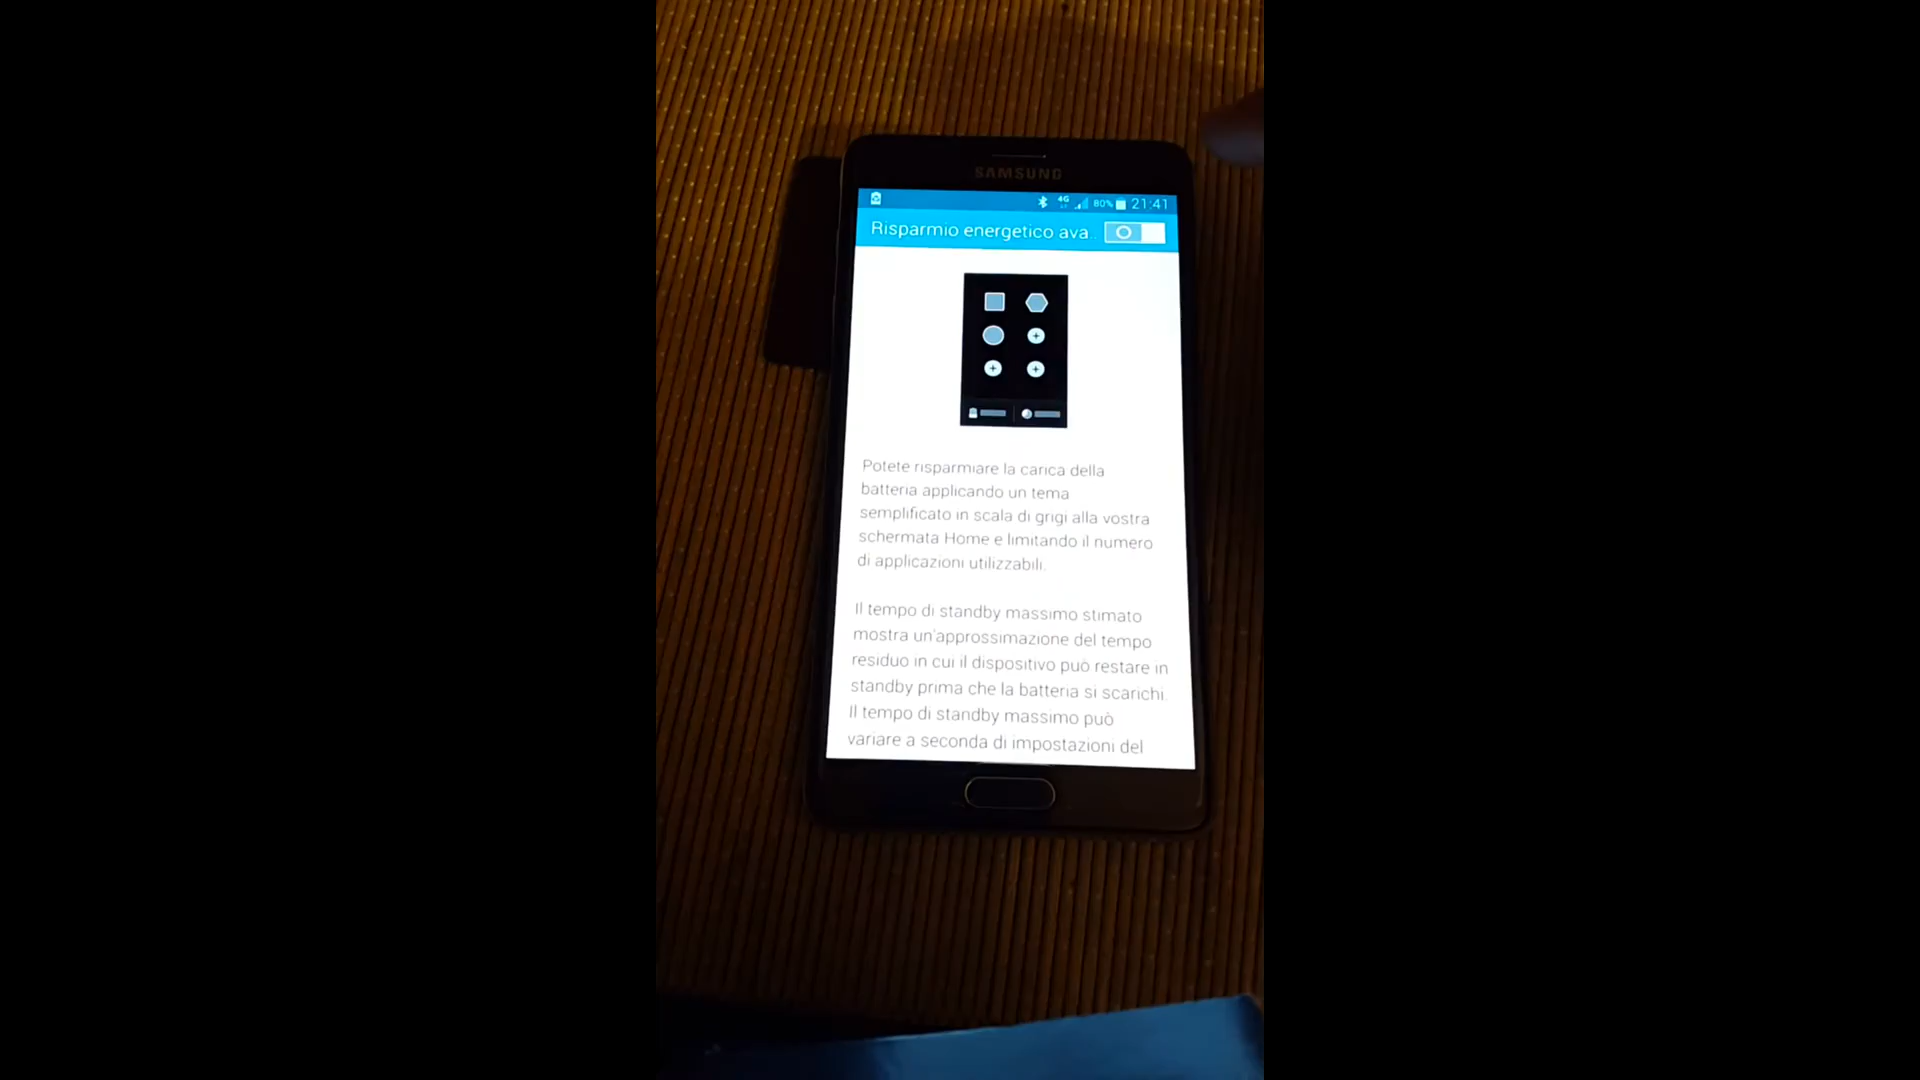 SAMSUNG
4G 80% 21:41
Risparmio energetico ava..
Potete risparmiare la carica della
batteria applicando un tema
semplificato in scala di grigi alla vostra
schermata Home e limitando il numero
di applicazioni utilizzabili.
Il tempo di standby massimo stimato
mostra un'approssimazione del tempo
residuo in cui il dispositivo può restare in
standby prima che la batteria si scarichi.
Il tempo di standby massimo può
variare a seconda di impostazioni del